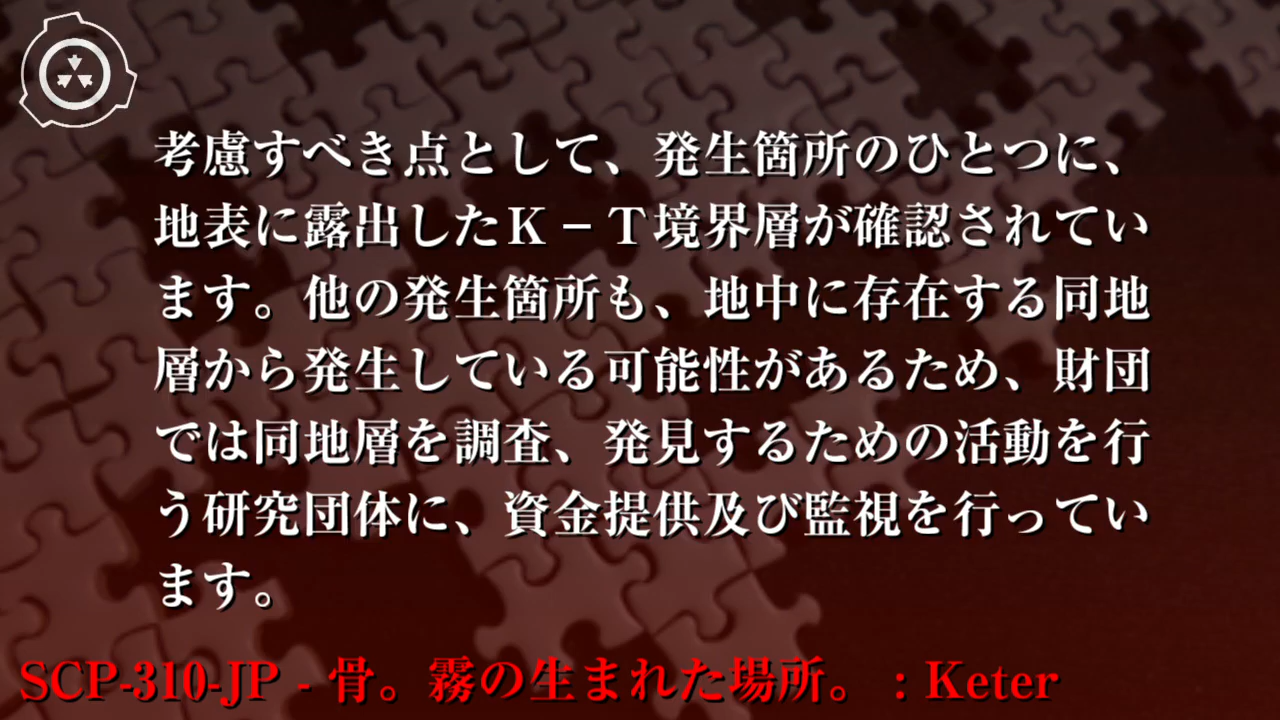 考慮すべき点として、発生箇所のひとつに、
地表に露出したK－T境界層が確認されてい
ます。他の発生箇所も、地中に存在する同地
層から発生している可能性があるため、財団
では同地層を調査、発見するための活動を行
う研究団体に、資金提供及び監視を行ってい
ます。
SCP-310-JP - 骨。霧の生まれた場所。 : Keter